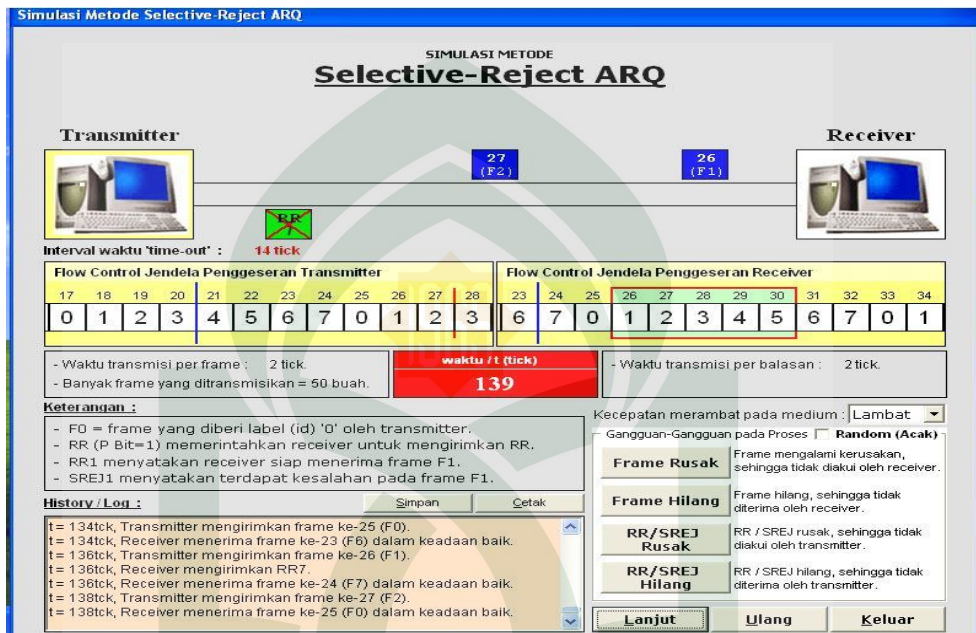 Simulasi Metode Selective-Reject ARQ
SIMULASI METODE
Selective-Reject ARQ
Transmitter
Receiver
27
(F2)
26
(F1)
RR
Interval waktu 'time-out' : 14 tick
Flow Control Jendela Penggeseran Transmitter
17 18 19 20 21 22 23 24 25 26 27 28
0 1 2 3 4 5 6 7 0 1 2 3
Flow Control Jendela Penggeseran Receiver
23 24 25 26 27 28 29 30 31 32 33 34
6 7 0 1 2 3 4 5 6 7 0 1
- Waktu transmisi per frame : 2 tick.
- Banyak frame yang ditransmisikan = 50 buah.
waktu / t (tick)
139
- Waktu transmisi per balasan : 2 tick.
Keterangan :
- F0 = frame yang diberi label (id) '0' oleh transmitter.
- RR (P Bit=1) memerintahkan receiver untuk mengirimkan RR.
- RR1 menyatakan receiver siap menerima frame F1.
- SREJ1 menyatakan terdapat kesalahan pada frame F1.
History / Log :
Simpan
Cetak
t= 134tck, Transmitter mengirimkan frame ke-25 (F0).
t= 134tck, Receiver menerima frame ke-23 (F6) dalam keadaan baik.
t= 136tck, Transmitter mengirimkan frame ke-26 (F1).
t= 136tck, Receiver mengirimkan RR7.
t= 136tck, Receiver menerima frame ke-24 (F7) dalam keadaan baik.
t= 138tck, Transmitter mengirimkan frame ke-27 (F2).
t= 138tck, Receiver menerima frame ke-25 (F0) dalam keadaan baik.
Kecepatan merambat pada medium : Lambat
Gangguan-Gangguan pada Proses Random (Acak)
Frame Rusak
Frame mengalami kerusakan,
sehingga tidak diakui oleh receiver.
Frame Hilang
Frame hilang, sehingga tidak
diterima oleh receiver.
RR/SREJ
Rusak
RR / SREJ rusak, sehingga tidak
diakui oleh transmitter.
RR/SREJ
Hilang
RR / SREJ hilang, sehingga tidak
diterima oleh transmitter.
Lanjut
Ulang
Keluar